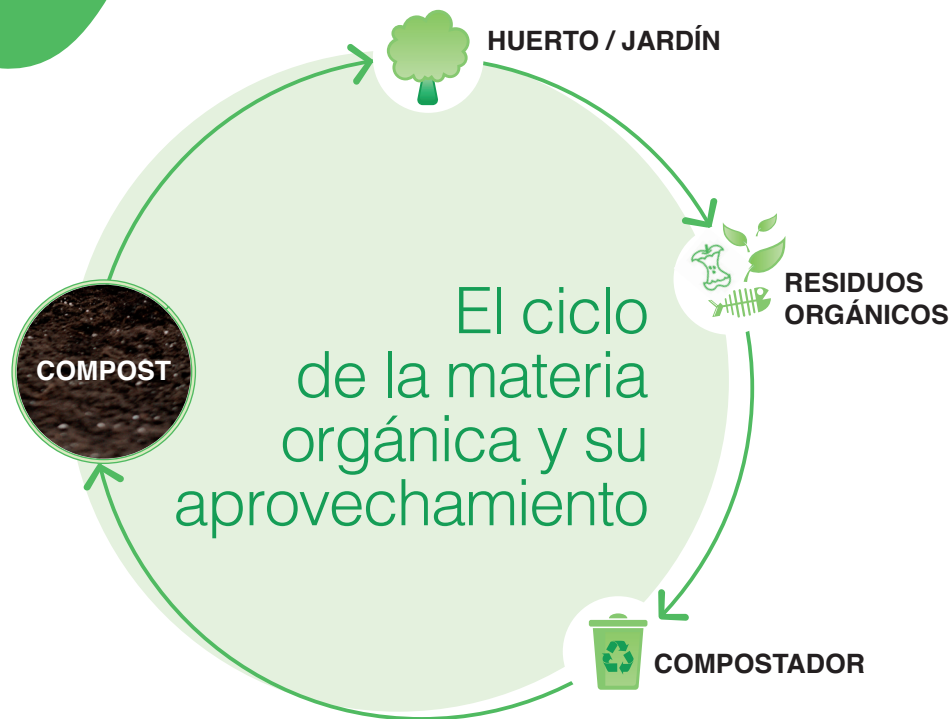 HUERTO / JARDÍN
RESIDUOS
ORGÁNICOS
COMPOST
El ciclo
de la materia
orgánica y su
aprovechamiento
COMPOSTADOR